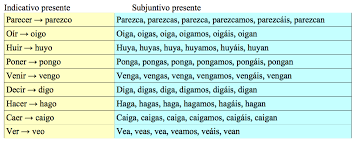 Indicativo presente Subjuntivo presente
Parecer → parezco Parezca, parezcas, parezca, parezcamos, parezcáis, parezcan
Oír → oigo Oiga, oigas, oiga, oigamos, oigáis, oigan
Huir → huyo Huya, huyas, huya, huyamos, huyáis, huyan
Poner → pongo Ponga, pongas, ponga, pongamos, pongáis, pongan
Venir → vengo Venga, vengas, venga, vengamos, vengáis, vengan
Decir → digo Diga, digas, diga, digamos, digáis, digan
Hacer → hago Haga, hagas, haga, hagamos, hagáis, hagan
Caer → caigo Caiga, caigas, caiga, caigamos, caigáis, caigan
Ver → veo Vea, veas, vea, veamos, veáis, vean